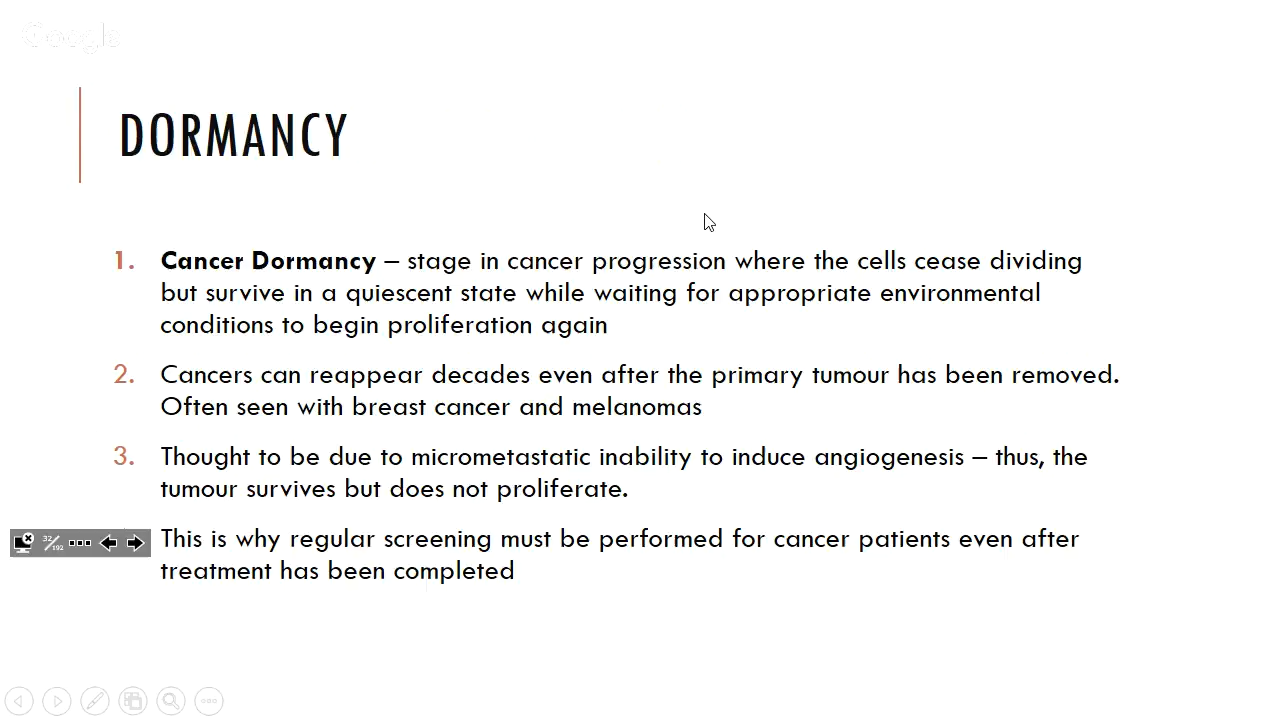 Google
DORMANCY
1. Cancer Dormancy – stage in cancer progression where the cells cease dividing
but survive in a quiescent state while waiting for appropriate environmental
conditions to begin proliferation again
2. Cancers can reappear decades even after the primary tumour has been removed.
Often seen with breast cancer and melanomas
3. Thought to be due to micrometastatic inability to induce angiogenesis – thus, the
tumour survives but does not proliferate.
This is why regular screening must be performed for cancer patients even after
32/192
treatment has been completed